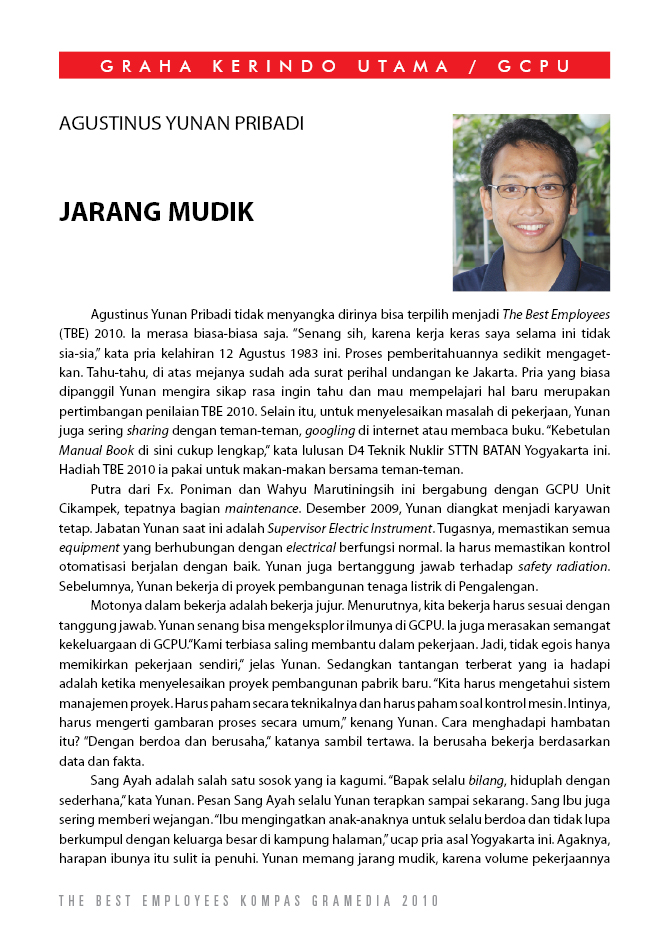 GRAHA KERINDO UTAMA / GCPU
AGUSTINUS YUNAN PRIBADI
JARANG MUDIK
Agustinus Yunan Pribadi tidak menyangka dirinya bisa terpilih menjadi The Best Employees
(TBE) 2010. Ia merasa biasa-biasa saja. "Senang sih, karena kerja keras saya selama ini tidak
sia-sia," kata pria kelahiran 12 Agustus 1983 ini. Proses pemberitahuannya sedikit mengaget-
kan. Tahu-tahu, di atas mejanya sudah ada surat perihal undangan ke Jakarta. Pria yang biasa
dipanggil Yunan mengira sikap rasa ingin tahu dan mau mempelajari hal baru merupakan
pertimbangan penilaian TBE 2010. Selain itu, untuk menyelesaikan masalah di pekerjaan, Yunan
juga sering sharing dengan teman-teman, googling di internet atau membaca buku. "Kebetulan
Manual Book di sini cukup lengkap," kata lulusan D4 Teknik Nuklir STTN BATAN Yogyakarta ini.
Hadiah TBE 2010 ia pakai untuk makan-makan bersama teman-teman.
Putra dari Fx. Poniman dan Wahyu Marutiningsih ini bergabung dengan GCPU Unit
Cikampek, tepatnya bagian maintenance. Desember 2009, Yunan diangkat menjadi karyawan
tetap. Jabatan Yunan saat ini adalah Supervisor Electric Instrument. Tugasnya, memastikan semua
equipment yang berhubungan dengan electrical berfungsi normal. Ia harus memastikan kontrol
otomatisasi berjalan dengan baik. Yunan juga bertanggung jawab terhadap safety radiation.
Sebelumnya, Yunan bekerja di proyek pembangunan tenaga listrik di Pengalengan.
Motonya dalam bekerja adalah bekerja jujur. Menurutnya, kita bekerja harus sesuai dengan
tanggung jawab. Yunan senang bisa mengeksplor ilmunya di GCPU. Ia juga merasakan semangat
kekeluargaan di GCPU."Kami terbiasa saling membantu dalam pekerjaan. Jadi, tidak egois hanya
memikirkan pekerjaan sendiri," jelas Yunan. Sedangkan tantangan terberat yang ia hadapi
adalah ketika menyelesaikan proyek pembangunan pabrik baru. "Kita harus mengetahui sistem
manajemen proyek. Harus paham secara teknikalnya dan harus paham soal kontrol mesin. Intinya,
harus mengerti gambaran proses secara umum," kenang Yunan. Cara menghadapi hambatan
itu? "Dengan berdoa dan berusaha," katanya sambil tertawa. Ia berusaha bekerja berdasarkan
data dan fakta.
Sang Ayah adalah salah satu sosok yang ia kagumi. "Bapak selalu bilang, hiduplah dengan
sederhana," kata Yunan. Pesan Sang Ayah selalu Yunan terapkan sampai sekarang. Sang Ibu juga
sering memberi wejangan. "Ibu mengingatkan anak-anaknya untuk selalu berdoa dan tidak lupa
berkumpul dengan keluarga besar di kampung halaman," ucap pria asal Yogyakarta ini. Agaknya,
harapan ibunya itu sulit ia penuhi. Yunan memang jarang mudik, karena volume pekerjaannya
THE BEST EMPLOYEES KOMPAS GRAMEDIA 2010